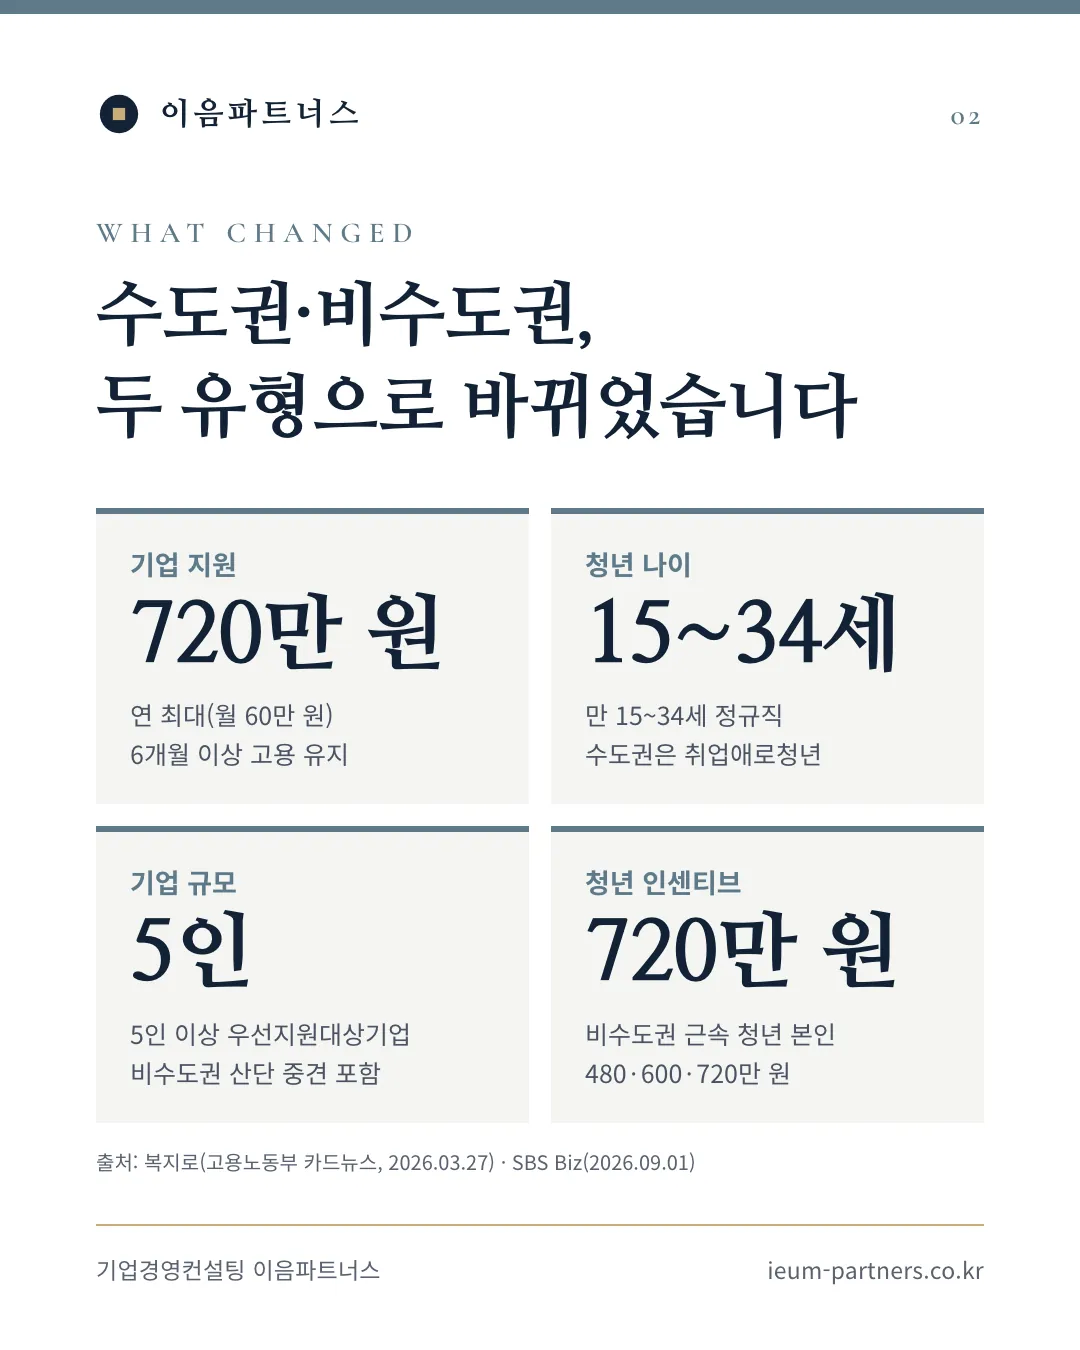 이음파트너스
02
WHAT CHANGED
수도권·비수도권,
두 유형으로 바뀌었습니다
기업 지원
720만 원
연 최대(월 60만 원)
6개월 이상 고용 유지
청년 나이
15~34세
만 15~34세 정규직
수도권은 취업애로청년
기업 규모
5인
5인 이상 우선지원대상기업
비수도권 산단 중견 포함
청년 인센티브
720만 원
비수도권 근속 청년 본인
480·600·720만 원
출처: 복지로(고용노동부 카드뉴스, 2026.03.27) · SBS Biz(2026.09.01)
기업경영컨설팅 이음파트너스
ieum-partners.co.kr